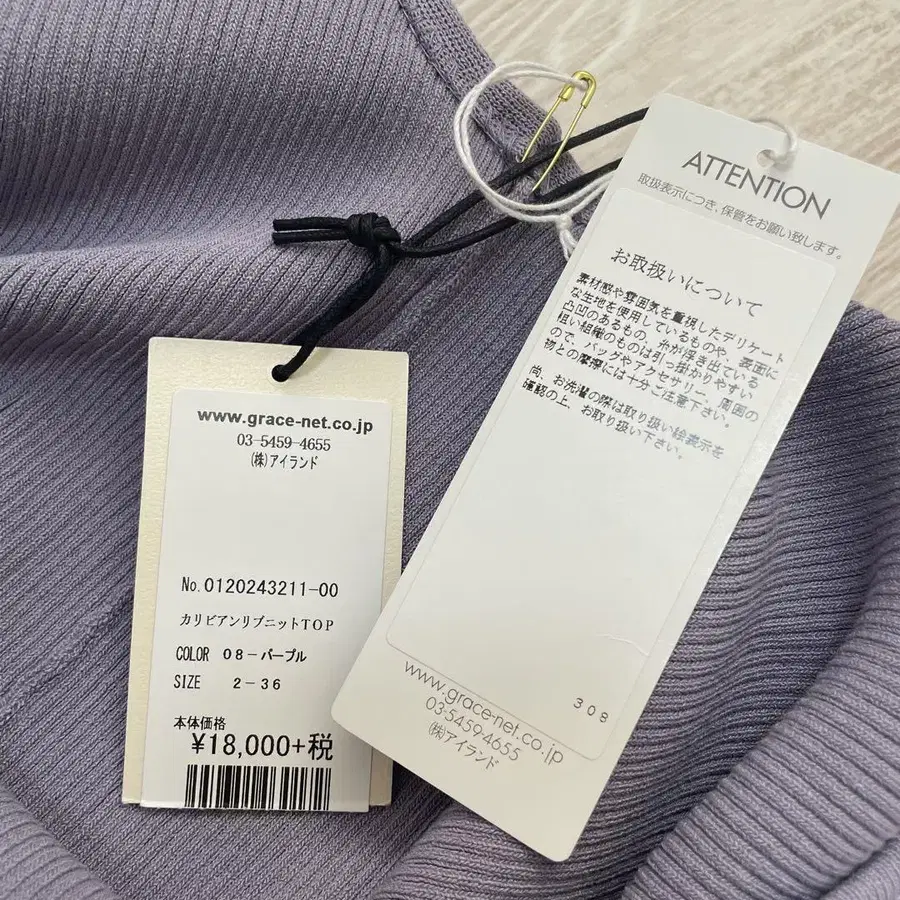 www.grace-net.co.jp
03-5459-4655
(株)アイランド
No.0120243211-00
カリビアンリブニットTOP
COLOR 08-パープル
SIZE 2-36
本体価格
¥18,000+税
ATTENTION
取扱表示につき、保管をお願い致します。
お取扱いについて
素材感や雰囲気を重視したデリケート
な生地を使用しているものや、表面に
凸凹のあるもの、糸が浮き出ている
粗い組織のものは引っ掛かりやすい
ので、バッグやアクセサリー、周囲の
物との摩擦には十分ご注意下さい。
尚、お洗濯の際は取り扱い絵表示を
確認の上、お取り扱い下さい。
308
www.grace-net.co.jp
03-5459-4655
(株)アイランド